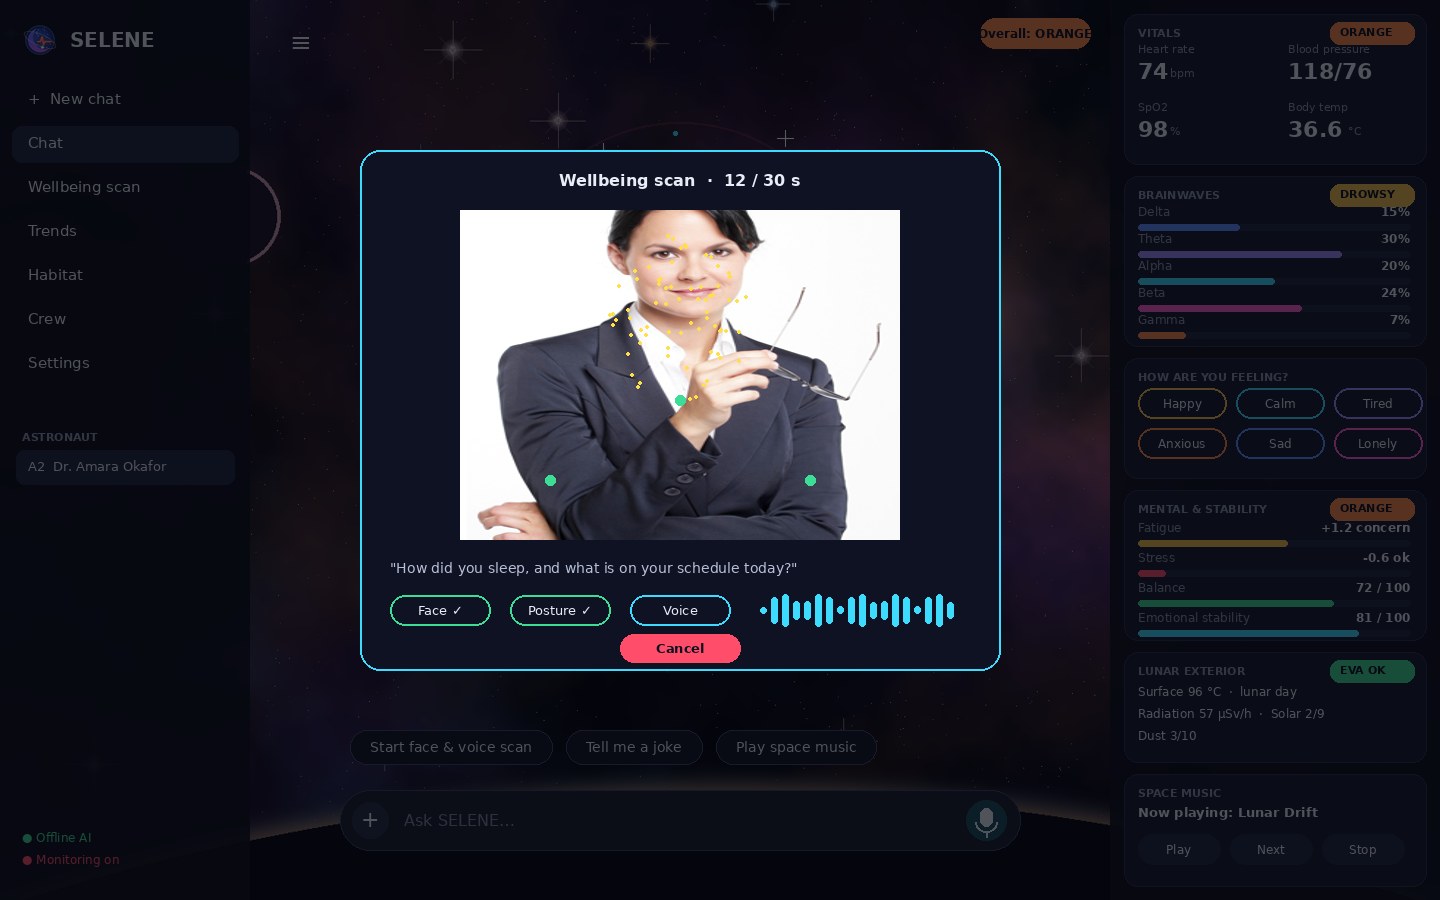 SELENE
+ New chat
Chat
Wellbeing scan
Trends
Habitat
Crew
Settings
ASTRONAUT
A2 Dr. Amara Okafor
Offline AI
Monitoring on
Overall: ORANGE
Wellbeing scan · 12 / 30 s
"How did you sleep, and what is on your schedule today?"
Face ✓
Posture ✓
Voice
Cancel
Start face & voice scan
Tell me a joke
Play space music
+
Ask SELENE...
VITALS
ORANGE
Heart rate
Blood pressure
74 bpm
118/76
SpO2
Body temp
98 %
36.6 °C
BRAINWAVES
DROWSY
Delta 15%
Theta 30%
Alpha 20%
Beta 24%
Gamma 7%
HOW ARE YOU FEELING?
Happy
Calm
Tired
Anxious
Sad
Lonely
MENTAL & STABILITY
ORANGE
Fatigue +1.2 concern
Stress -0.6 ok
Balance 72 / 100
Emotional stability 81 / 100
LUNAR EXTERIOR
EVA OK
Surface 96 °C · lunar day
Radiation 57 µSv/h · Solar 2/9
Dust 3/10
SPACE MUSIC
Now playing: Lunar Drift
Play
Next
Stop